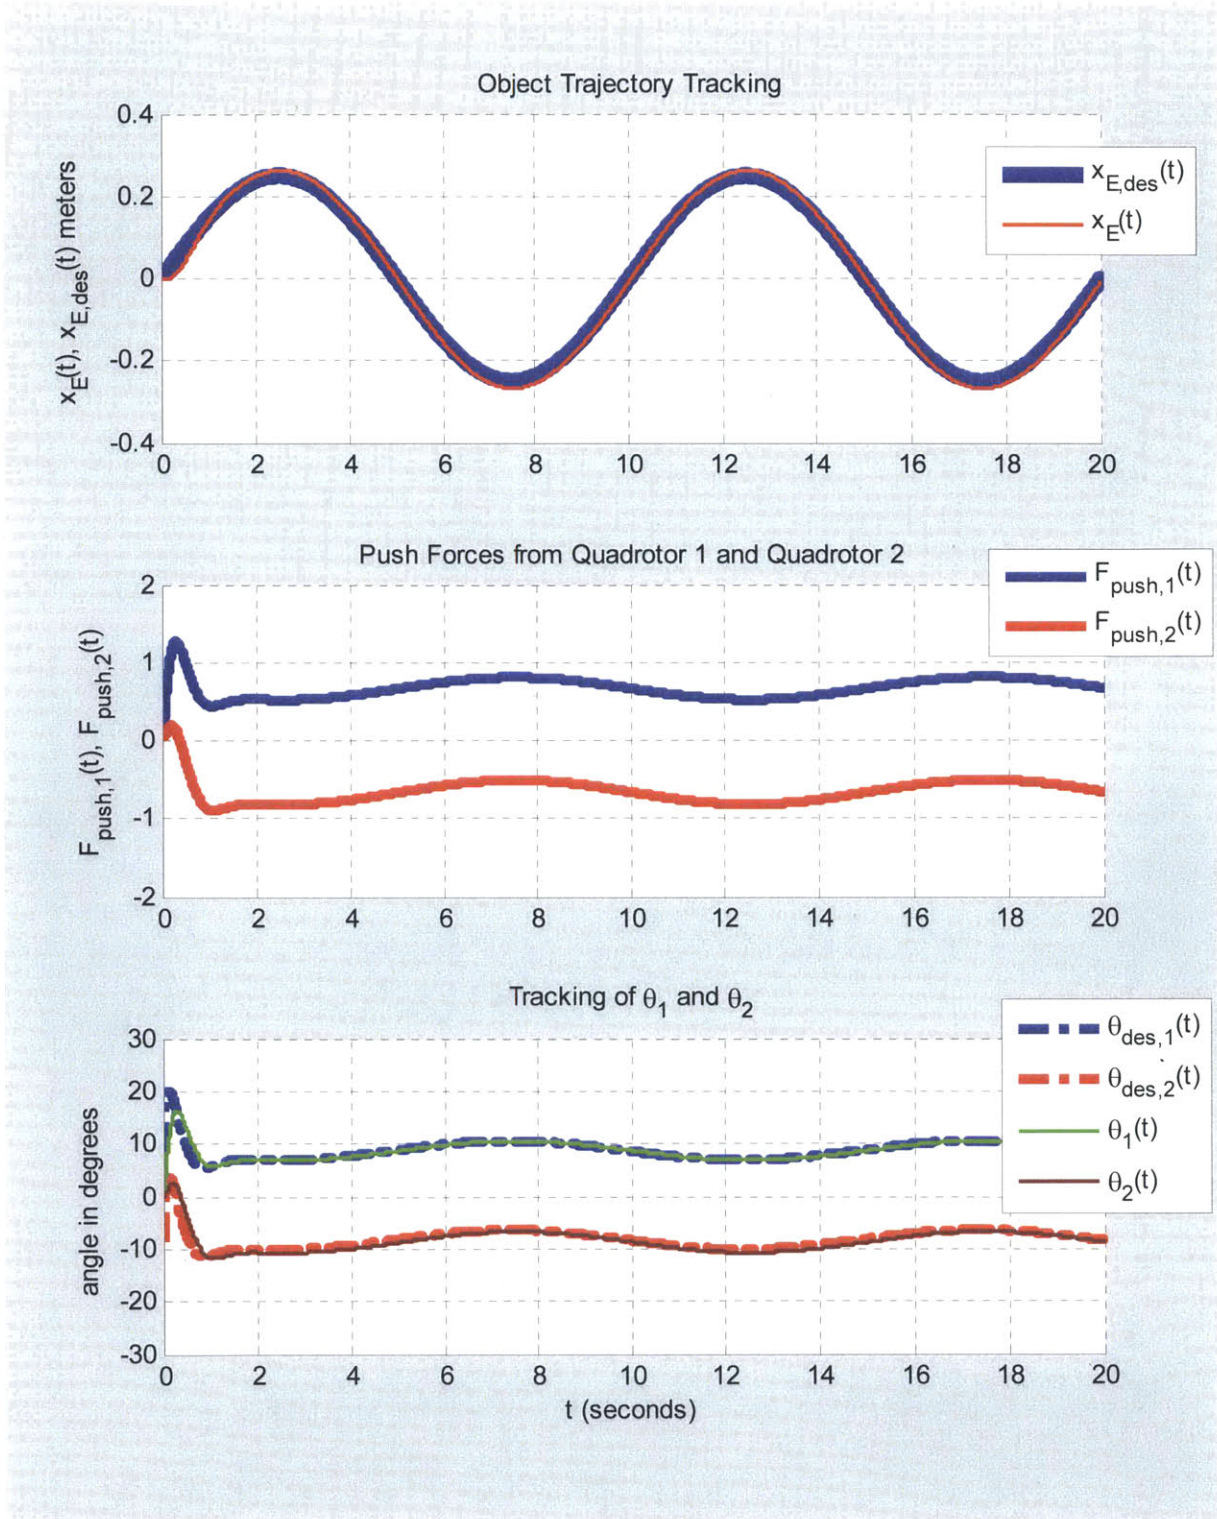 Object Trajectory Tracking
x_E(t), x_E,des(t) meters
0.4
0.2
0
-0.2
-0.4
0 2 4 6 8 10 12 14 16 18 20
x_E,des(t)
x_E(t)
Push Forces from Quadrotor 1 and Quadrotor 2
F_push,1(t), F_push,2(t)
2
1
0
-1
-2
0 2 4 6 8 10 12 14 16 18 20
F_push,1(t)
F_push,2(t)
Tracking of θ_1 and θ_2
angle in degrees
30
20
10
0
-10
-20
-30
0 2 4 6 8 10 12 14 16 18 20
t (seconds)
θ_des,1(t)
θ_des,2(t)
θ_1(t)
θ_2(t)